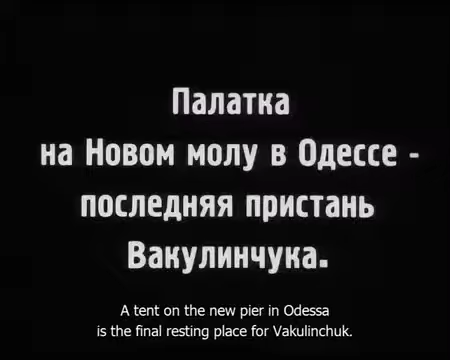 Палатка
на Новом молу в Одессе -
последняя пристань
Вакулинчука.
A tent on the new pier in Odessa
is the final resting place for Vakulinchuk.